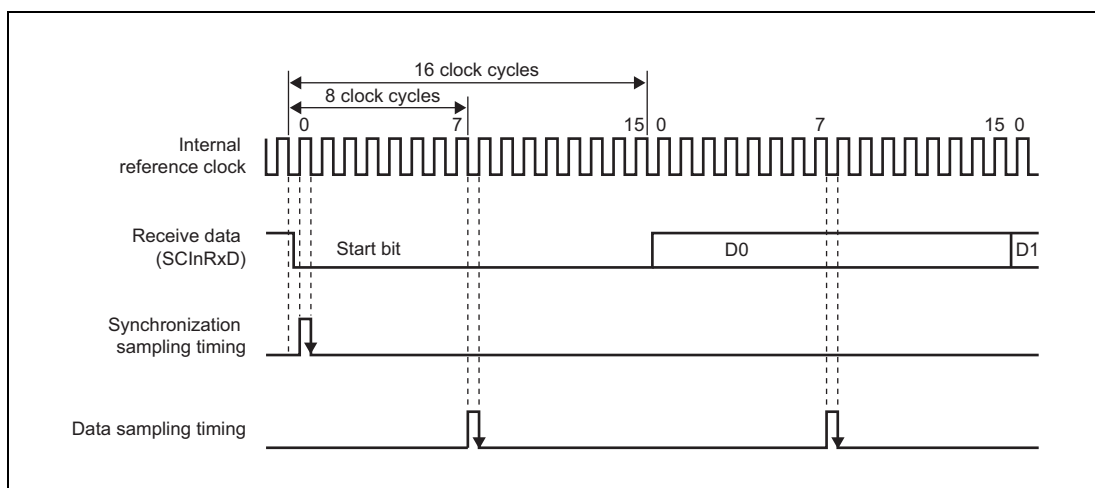 16 clock cycles
8 clock cycles
0 7 15 0 7 15 0
Internal
reference clock
Receive data
(SCInRxD)
Start bit D0 D1
Synchronization
sampling timing
Data sampling timing